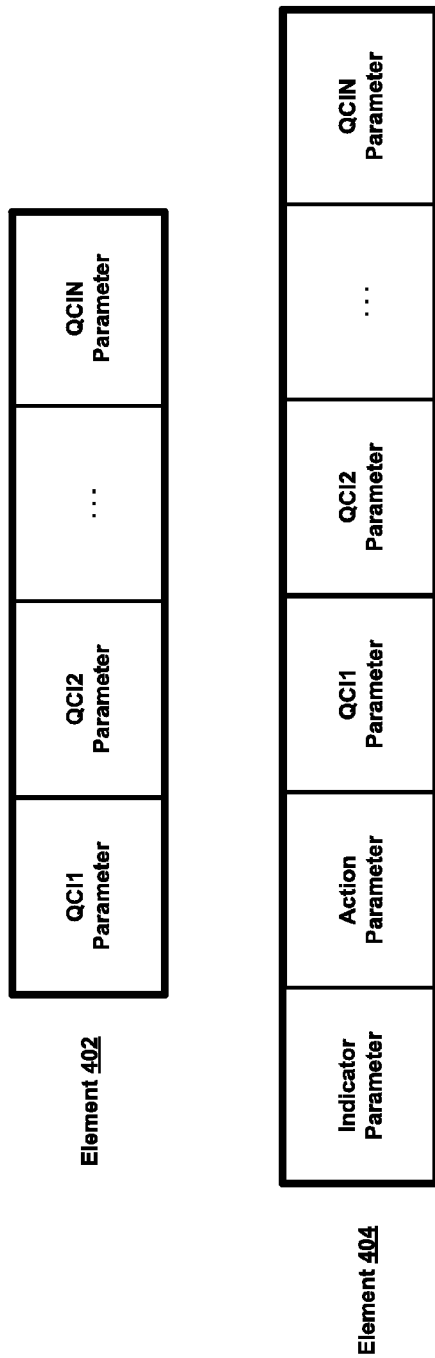 Element 402
QCI1
Parameter
QCI2
Parameter
...
QCIN
Parameter
Element 404
Indicator
Parameter
Action
Parameter
QCI1
Parameter
QCI2
Parameter
...
QCIN
Parameter